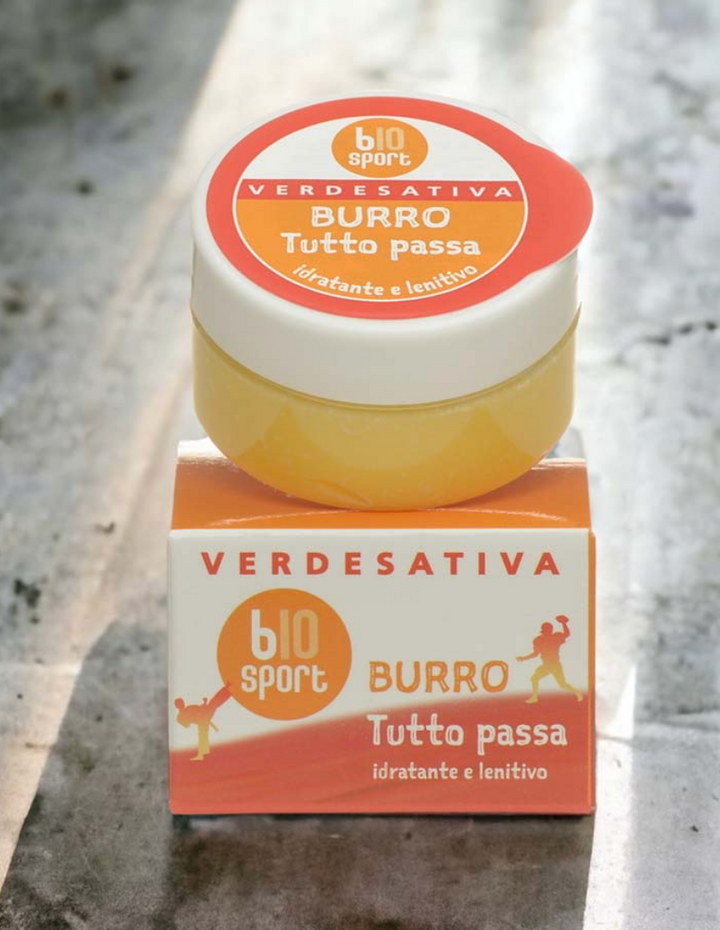 bIO
sport
VERDESATIVA
BURRO
Tutto passa
idratante e lenitivo
VERDESATIVA
bIO
sport
BURRO
Tutto passa
idratante e lenitivo